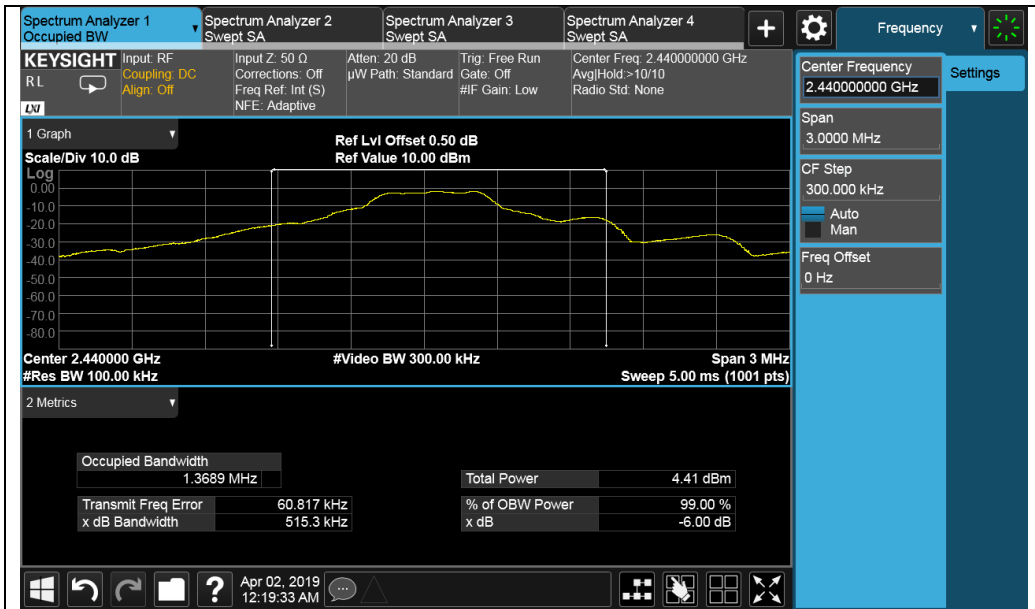 Spectrum Analyzer 1
Occupied BW
Spectrum Analyzer 2
Swept SA
Spectrum Analyzer 3
Swept SA
Spectrum Analyzer 4
Swept SA
+
Frequency
KEYSIGHT
R L
LXI
Input: RF
Coupling: DC
Align: Off
Input Z: 50 Ω
Corrections: Off
Freq Ref: Int (S)
NFE: Adaptive
Atten: 20 dB
µW Path: Standard
Trig: Free Run
Gate: Off
#IF Gain: Low
Center Freq: 2.440000000 GHz
Avg|Hold:>10/10
Radio Std: None
Center Frequency
2.440000000 GHz
Settings
Span
3.0000 MHz
CF Step
300.000 kHz
Auto
Man
Freq Offset
0 Hz
1 Graph
Scale/Div 10.0 dB
Ref Lvl Offset 0.50 dB
Ref Value 10.00 dBm
Log
0.00
-10.0
-20.0
-30.0
-40.0
-50.0
-60.0
-70.0
-80.0
Center 2.440000 GHz
#Video BW 300.00 kHz
Span 3 MHz
#Res BW 100.00 kHz
Sweep 5.00 ms (1001 pts)
2 Metrics
Occupied Bandwidth
1.3689 MHz
Total Power 4.41 dBm
Transmit Freq Error 60.817 kHz
% of OBW Power 99.00 %
x dB Bandwidth 515.3 kHz
x dB -6.00 dB
?
Apr 02, 2019
12:19:33 AM